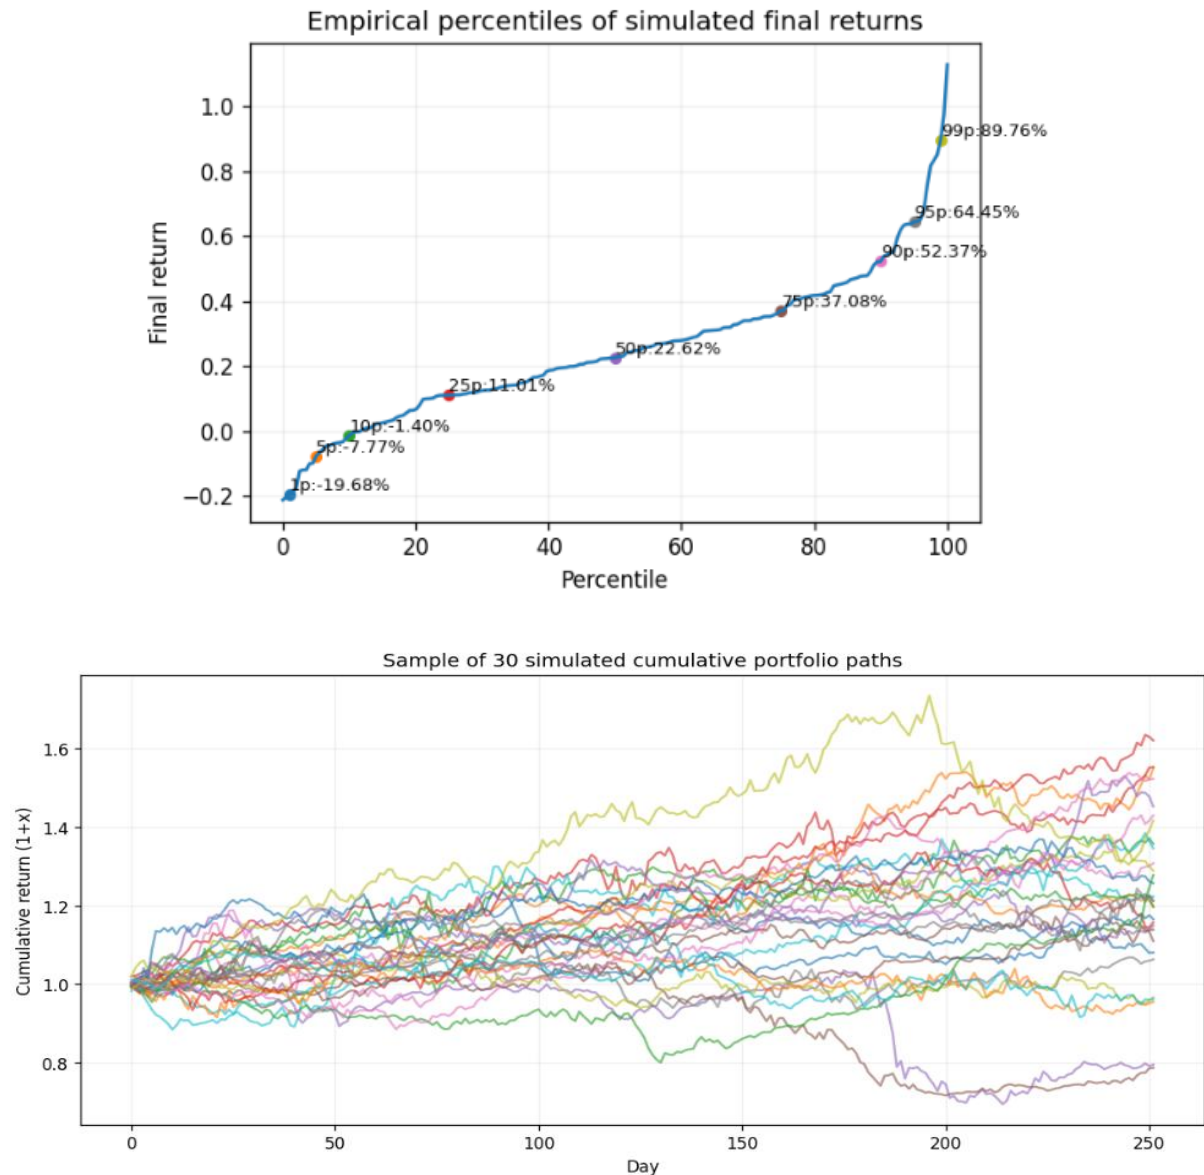 Empirical percentiles of simulated final returns
1.0
0.8
0.6
0.4
0.2
0.0
−0.2
Final return
99p:89.76%
95p:64.45%
90p:52.37%
75p:37.08%
50p:22.62%
25p:11.01%
10p:-1.40%
5p:-7.77%
1p:-19.68%
0 20 40 60 80 100
Percentile
Sample of 30 simulated cumulative portfolio paths
1.6
1.4
1.2
1.0
0.8
Cumulative return (1+x)
0 50 100 150 200 250
Day